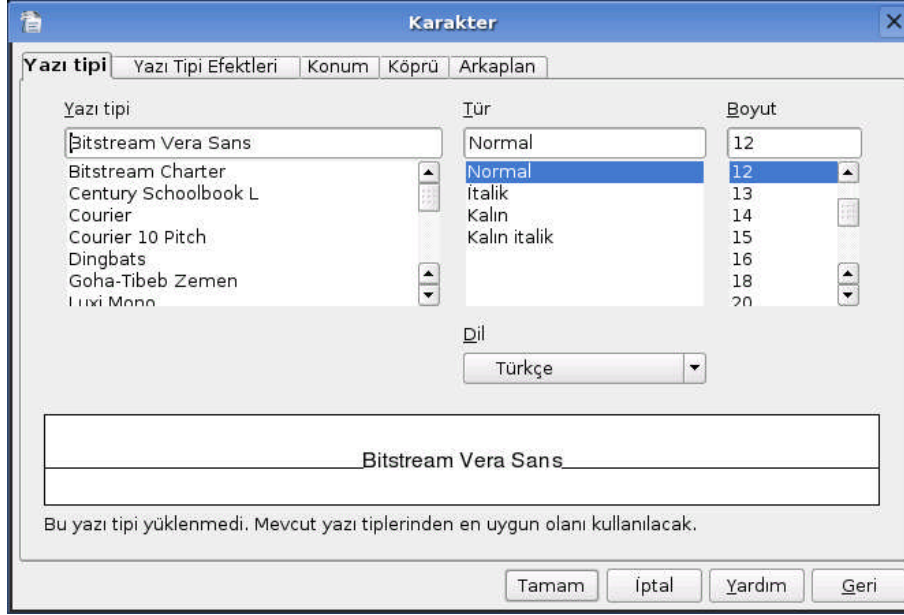 Karakter
Yazı tipi Yazı Tipi Efektleri Konum Köprü Arkaplan
Yazı tipi
Bitstream Vera Sans
Bitstream Charter
Century Schoolbook L
Courier
Courier 10 Pitch
Dingbats
Goha-Tibeb Zemen
Luxi Mono
Tür
Normal
Normal
İtalik
Kalın
Kalın italik
Boyut
12
12
13
14
15
16
18
20
Dil
Türkçe
Bitstream Vera Sans
Bu yazı tipi yüklenmedi. Mevcut yazı tiplerinden en uygun olanı kullanılacak.
Tamam İptal Yardım Geri